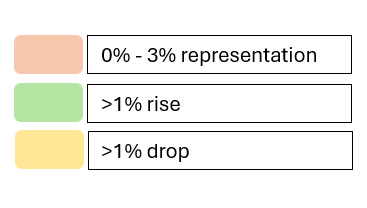 0% - 3% representation
>1% rise
>1% drop